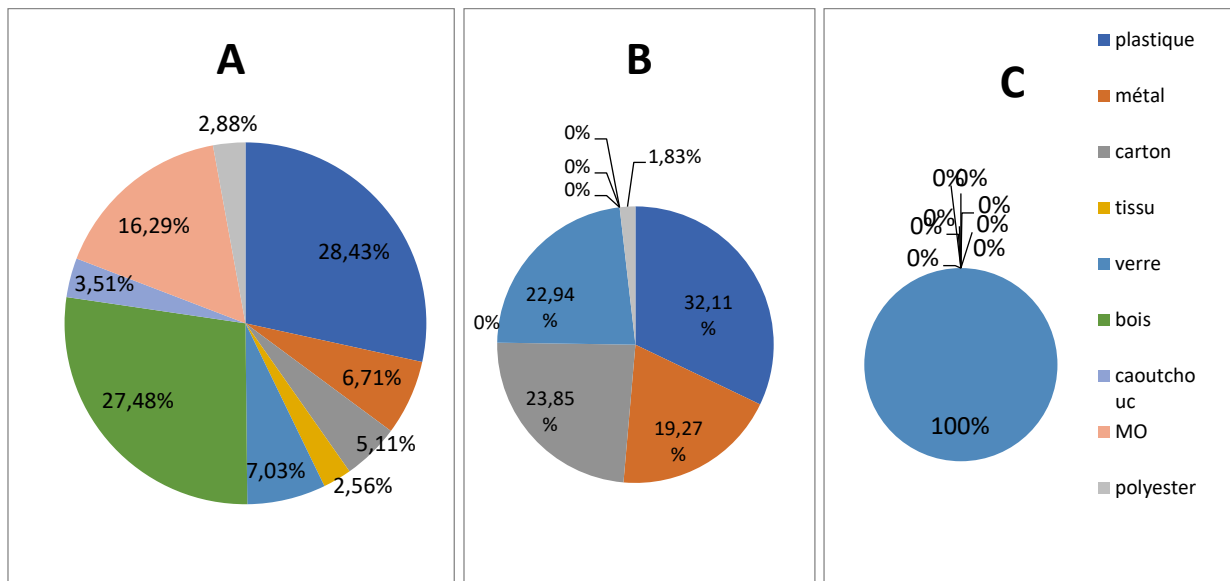 A
2,88%
16,29%
28,43%
3,51%
6,71%
27,48%
5,11%
7,03%
2,56%
B
0%
1,83%
0%
0%
22,94
%
32,11
%
0%
23,85
%
19,27
%
C
0%
0%
0%
0%
0%
0%
0%
0%
100%
plastique
métal
carton
tissu
verre
bois
caoutcho
uc
MO
polyester